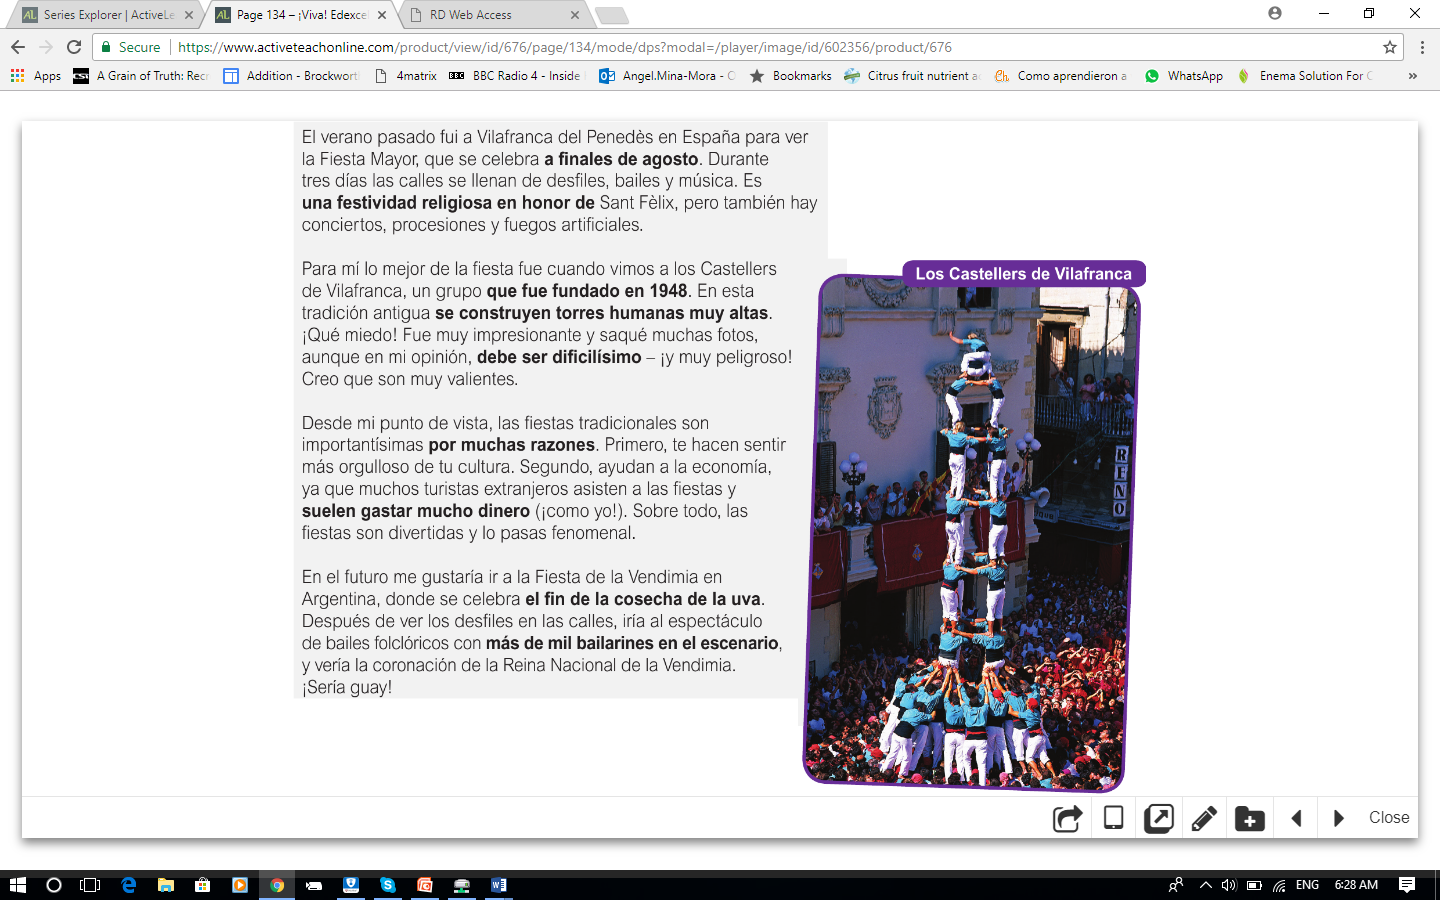 Series Explorer | ActiveLe
Page 134 – ¡Viva! Edexce
RD Web Access
Secure
https://www.activeteachonline.com/product/view/id/676/page/134/mode/dps?modal=/player/image/id/602356/product/676
Apps
A Grain of Truth: Recr
Addition - Brockwort
4matrix
BBC Radio 4 - Inside
Angel.Mina-Mora - O
Bookmarks
Citrus fruit nutrient a
Como aprendieron a
WhatsApp
Enema Solution For C
»
El verano pasado fui a Vilafranca del Penedès en España para ver
la Fiesta Mayor, que se celebra a finales de agosto. Durante
tres días las calles se llenan de desfiles, bailes y música. Es
una festividad religiosa en honor de Sant Fèlix, pero también hay
conciertos, procesiones y fuegos artificiales.
Para mí lo mejor de la fiesta fue cuando vimos a los Castellers
de Vilafranca, un grupo que fue fundado en 1948. En esta
tradición antigua se construyen torres humanas muy altas.
¡Qué miedo! Fue muy impresionante y saqué muchas fotos,
aunque en mi opinión, debe ser dificilísimo – ¡y muy peligroso!
Creo que son muy valientes.
Desde mi punto de vista, las fiestas tradicionales son
importantísimas por muchas razones. Primero, te hacen sentir
más orgulloso de tu cultura. Segundo, ayudan a la economía,
ya que muchos turistas extranjeros asisten a las fiestas y
suelen gastar mucho dinero (¡como yo!). Sobre todo, las
fiestas son divertidas y lo pasas fenomenal.
En el futuro me gustaría ir a la Fiesta de la Vendimia en
Argentina, donde se celebra el fin de la cosecha de la uva.
Después de ver los desfiles en las calles, iría al espectáculo
de bailes folclóricos con más de mil bailarines en el escenario,
y vería la coronación de la Reina Nacional de la Vendimia.
¡Sería guay!
Los Castellers de Vilafranca
RENO
Close
ENG
6:28 AM